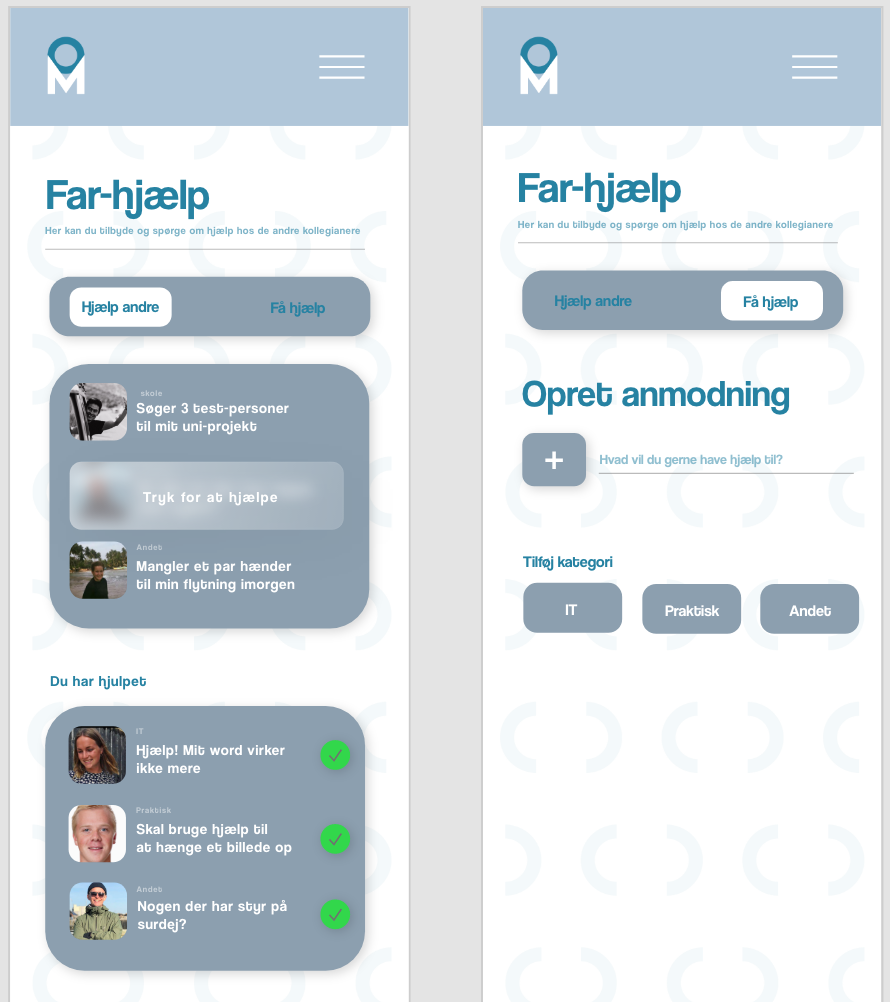 M
Far-hjælp
Her kan du tilbyde og spørge om hjælp hos de andre kollegianere
Hjælp andre
Få hjælp
skole
Søger 3 test-personer
til mit uni-projekt
Tryk for at hjælpe
Andet
Mangler et par hænder
til min flytning imorgen
Du har hjulpet
IT
Hjælp! Mit word virker
ikke mere
Praktisk
Skal bruge hjælp til
at hænge et billede op
Andet
Nogen der har styr på
surdej?
M
Far-hjælp
Her kan du tilbyde og spørge om hjælp hos de andre kollegianere
Hjælp andre
Få hjælp
Opret anmodning
+
Hvad vil du gerne have hjælp til?
Tilføj kategori
IT
Praktisk
Andet